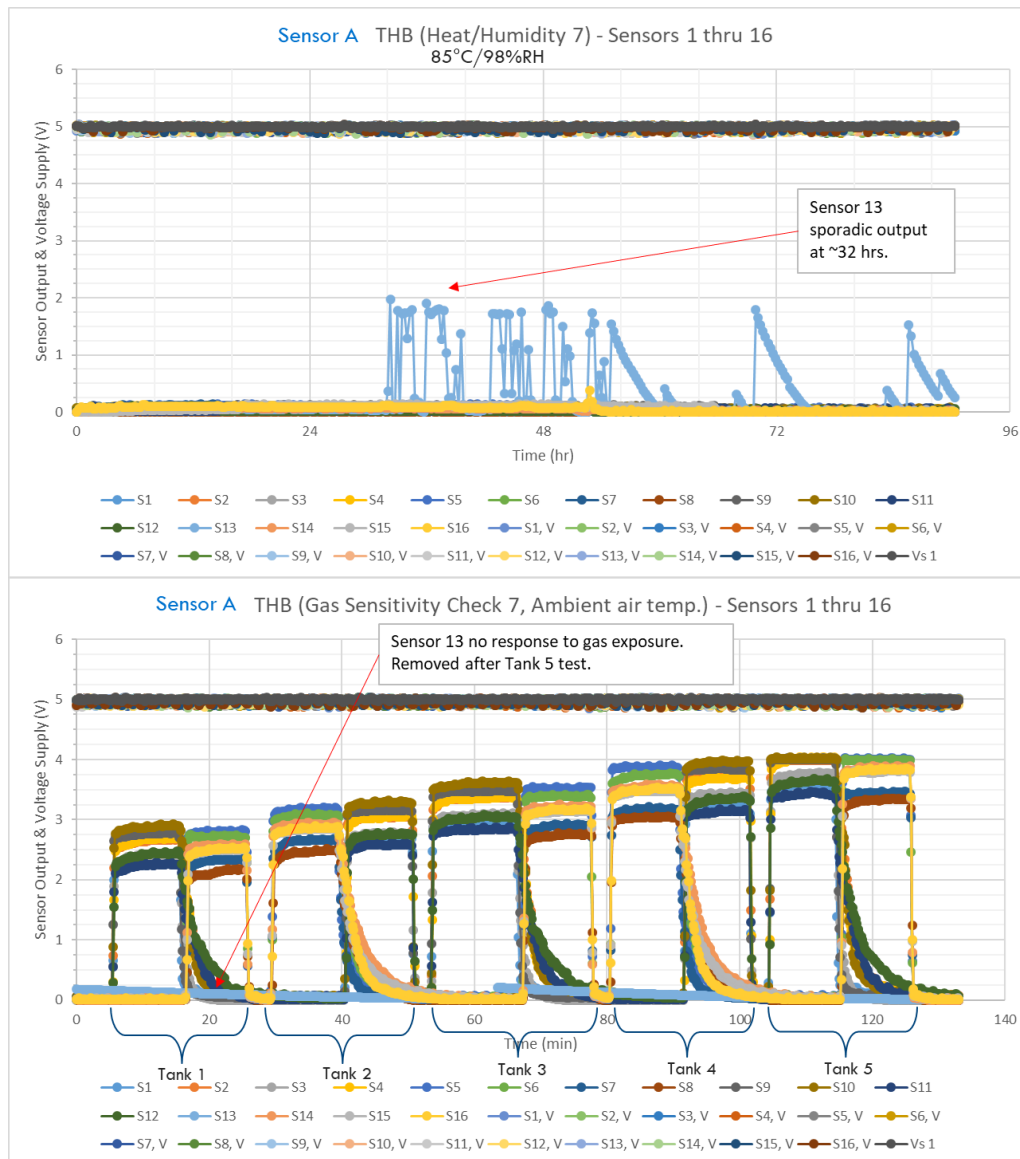 Sensor A THB (Heat/Humidity 7) - Sensors 1 thru 16
85°C/98%RH
6
5
4
3
2
1
0
Sensor Output & Voltage Supply (V)
Sensor 13
sporadic output
at ~32 hrs.
0 24 48 72 96
Time (hr)
S1 S2 S3 S4 S5 S6 S7 S8 S9 S10 S11
S12 S13 S14 S15 S16 S1, V S2, V S3, V S4, V S5, V S6, V
S7, V S8, V S9, V S10, V S11, V S12, V S13, V S14, V S15, V S16, V Vs 1
Sensor A THB (Gas Sensitivity Check 7, Ambient air temp.) - Sensors 1 thru 16
Sensor 13 no response to gas exposure.
Removed after Tank 5 test.
6
5
4
3
2
1
0
Sensor Output & Voltage Supply (V)
0 20 40 60 80 100 120 140
Time (min)
Tank 1 Tank 2 Tank 3 Tank 4 Tank 5
S1 S2 S3 S4 S5 S6 S7 S8 S9 S10 S11
S12 S13 S14 S15 S16 S1, V S2, V S3, V S4, V S5, V S6, V
S7, V S8, V S9, V S10, V S11, V S12, V S13, V S14, V S15, V S16, V Vs 1